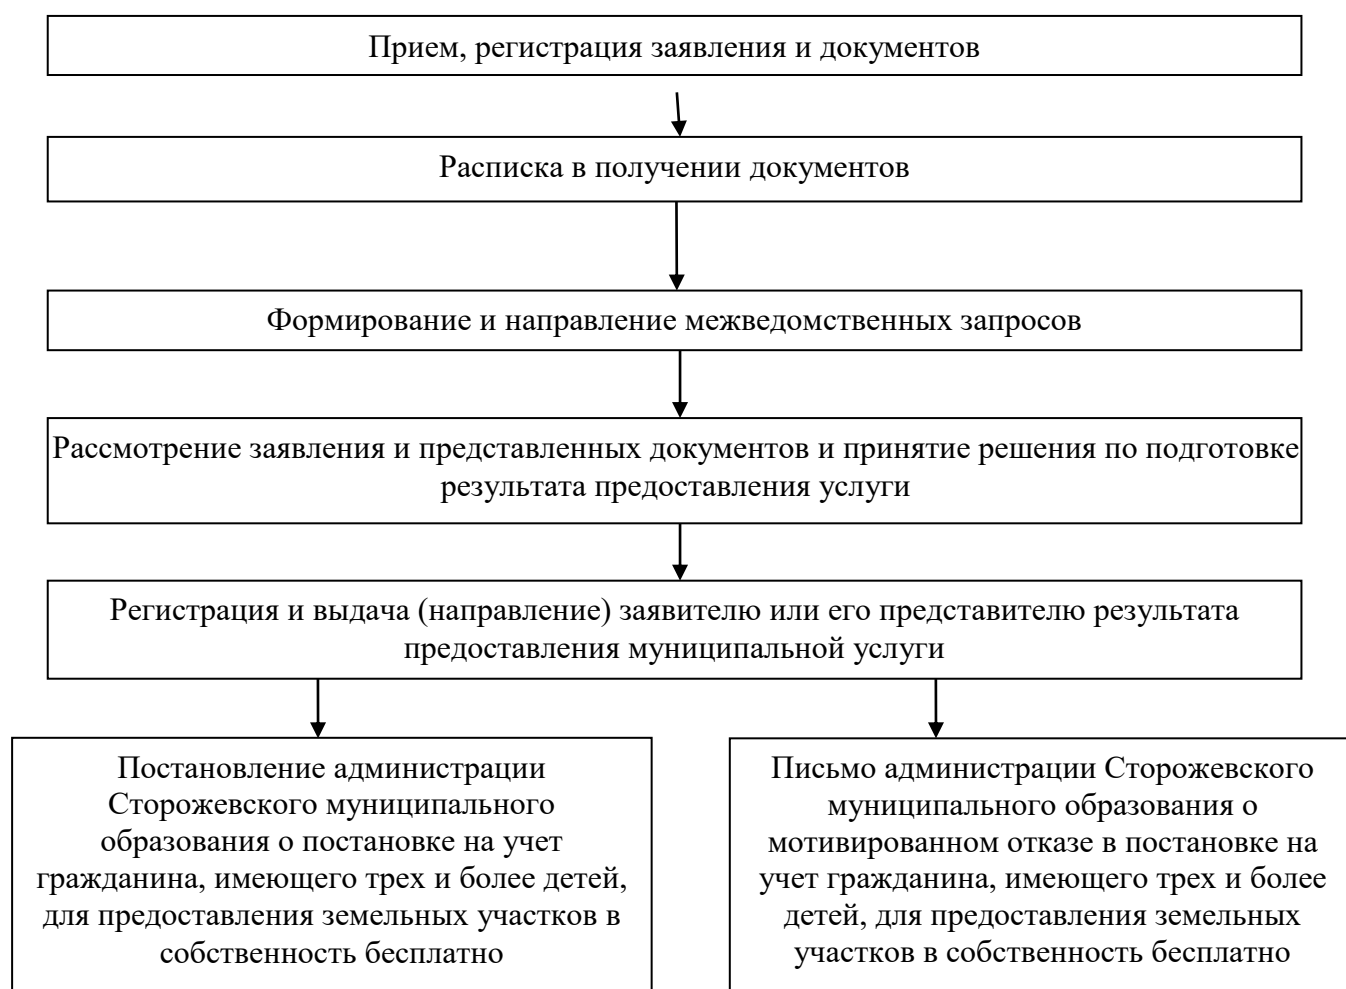 Прием, регистрация заявления и документов
Расписка в получении документов
Формирование и направление межведомственных запросов
Рассмотрение заявления и представленных документов и принятие решения по подготовке
результата предоставления услуги
Регистрация и выдача (направление) заявителю или его представителю результата
предоставления муниципальной услуги
Постановление администрации
Сторожевского муниципального
образования о постановке на учет
гражданина, имеющего трех и более детей,
для предоставления земельных участков в
собственность бесплатно
Письмо администрации Сторожевского
муниципального образования о
мотивированном отказе в постановке на
учет гражданина, имеющего трех и более
детей, для предоставления земельных
участков в собственность бесплатно